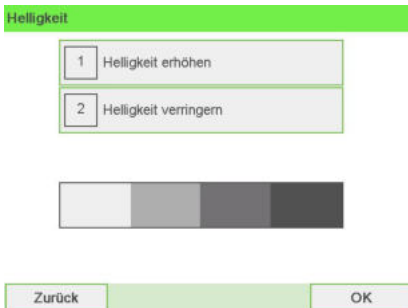 Helligkeit
1 Helligkeit erhöhen
2 Helligkeit verringern
Zurück OK